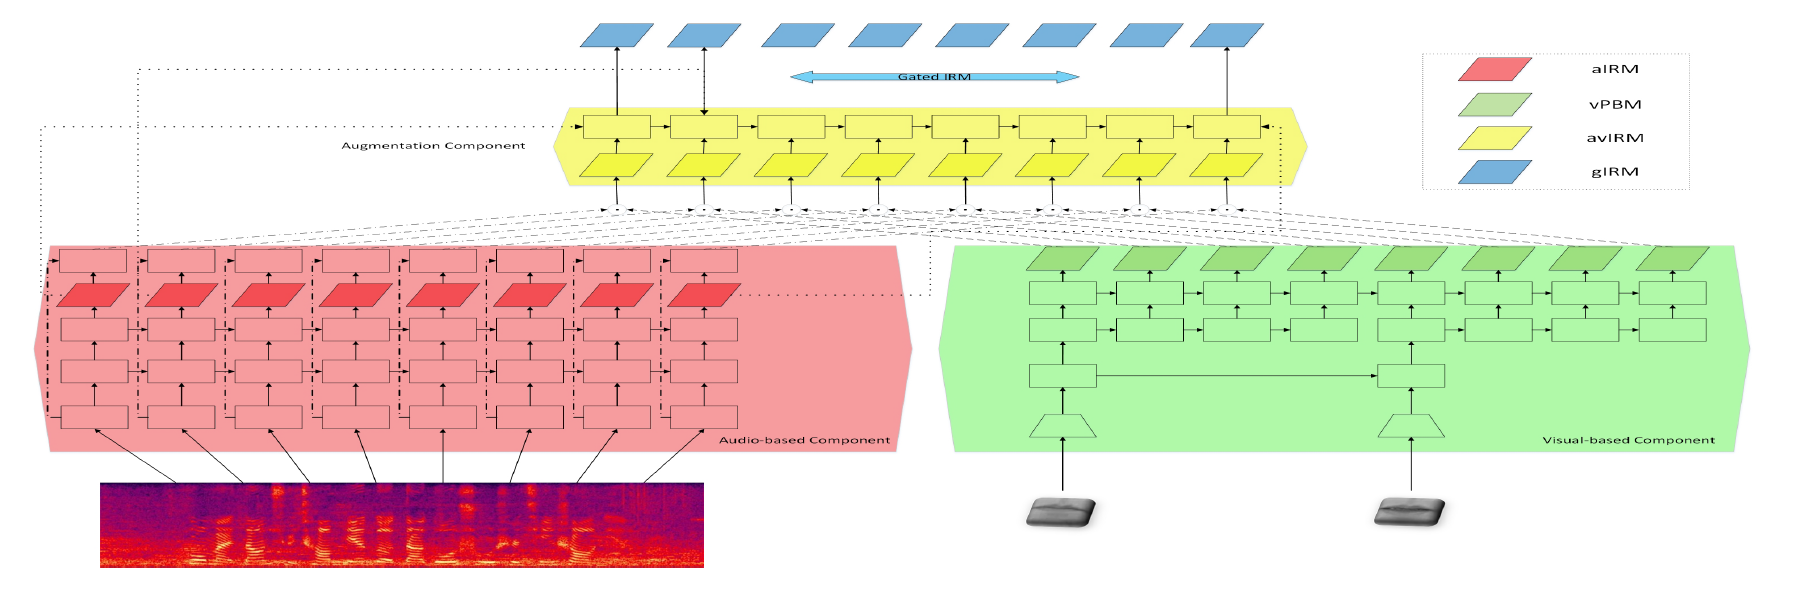 Gated IRM
Augmentation Component
aIRM
vPBM
avIRM
gIRM
Audio-based Component
Visual-based Component